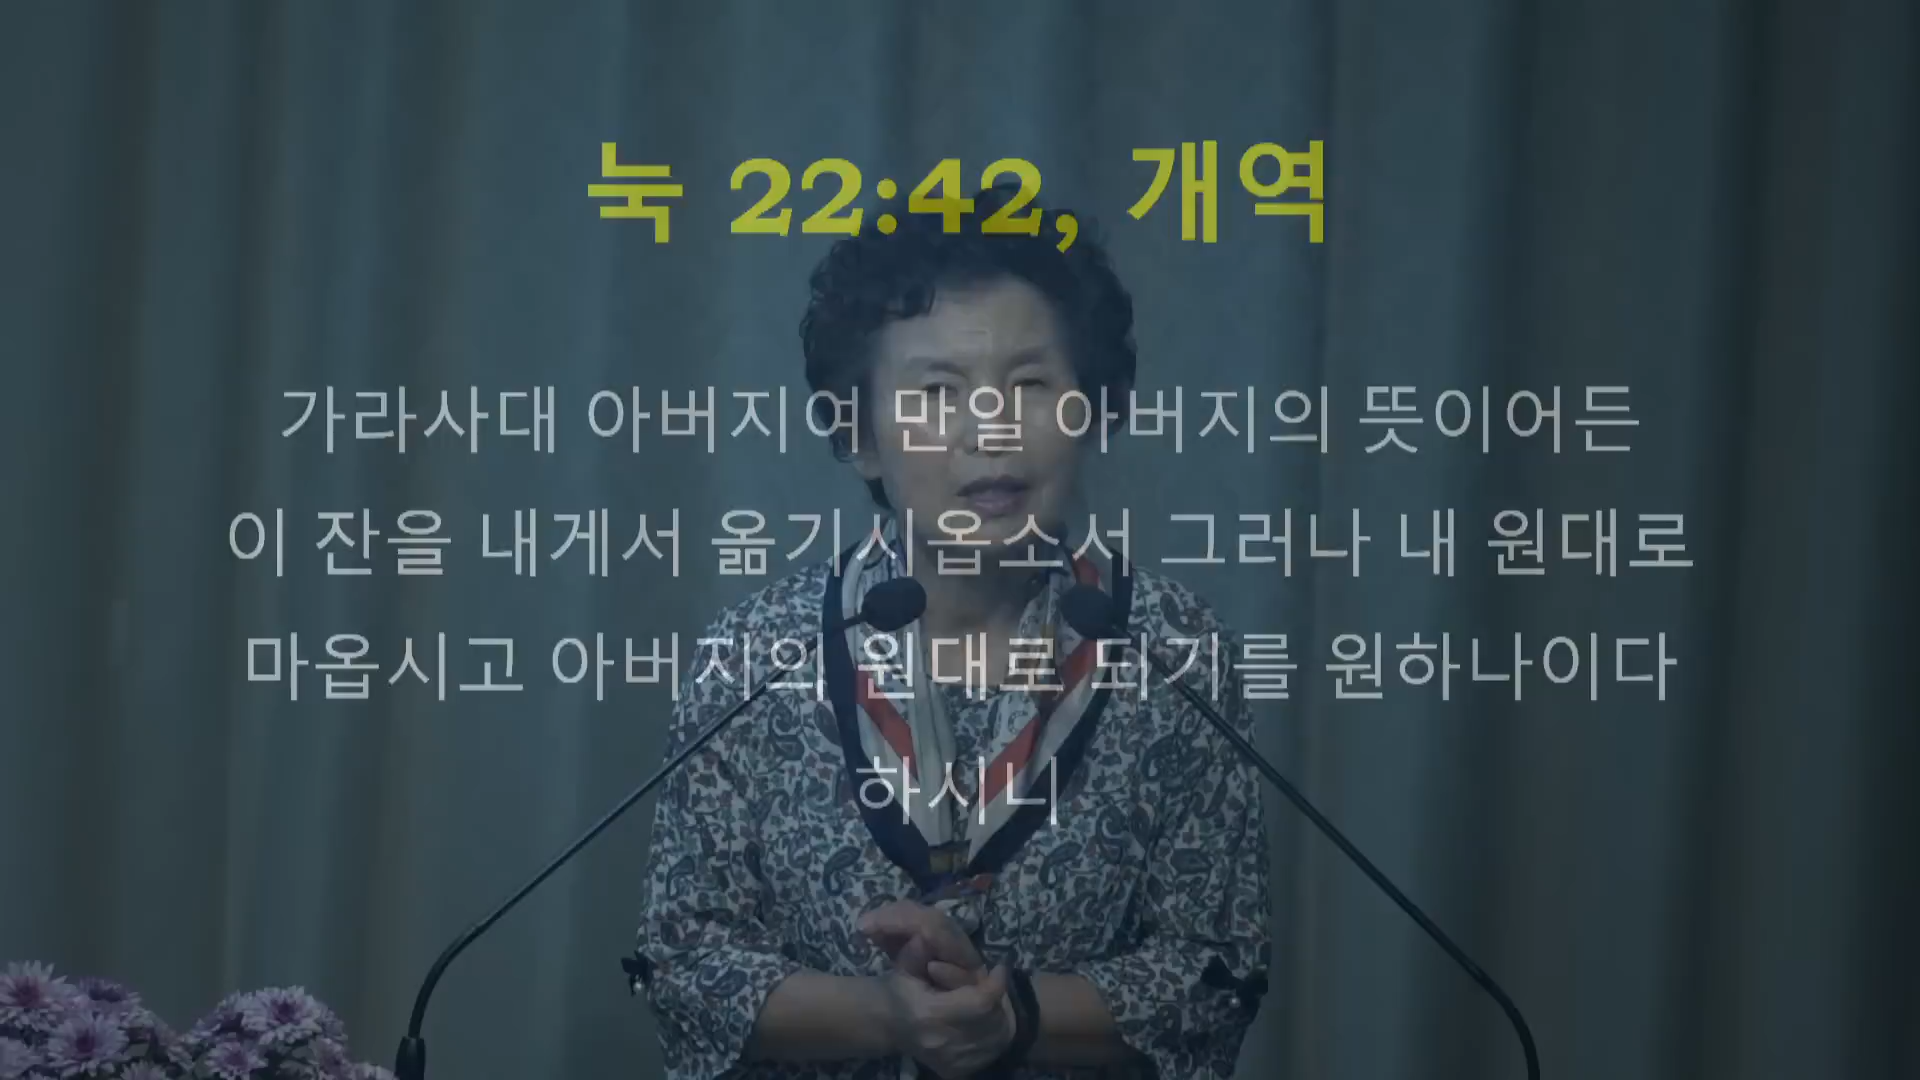 눅 22:42, 개역
가라사대 아버지여 만일 아버지의 뜻이어든
이 잔을 내게서 옮기시옵소서 그러나 내 원대로
마옵시고 아버지의 원대로 되기를 원하나이다
하시니